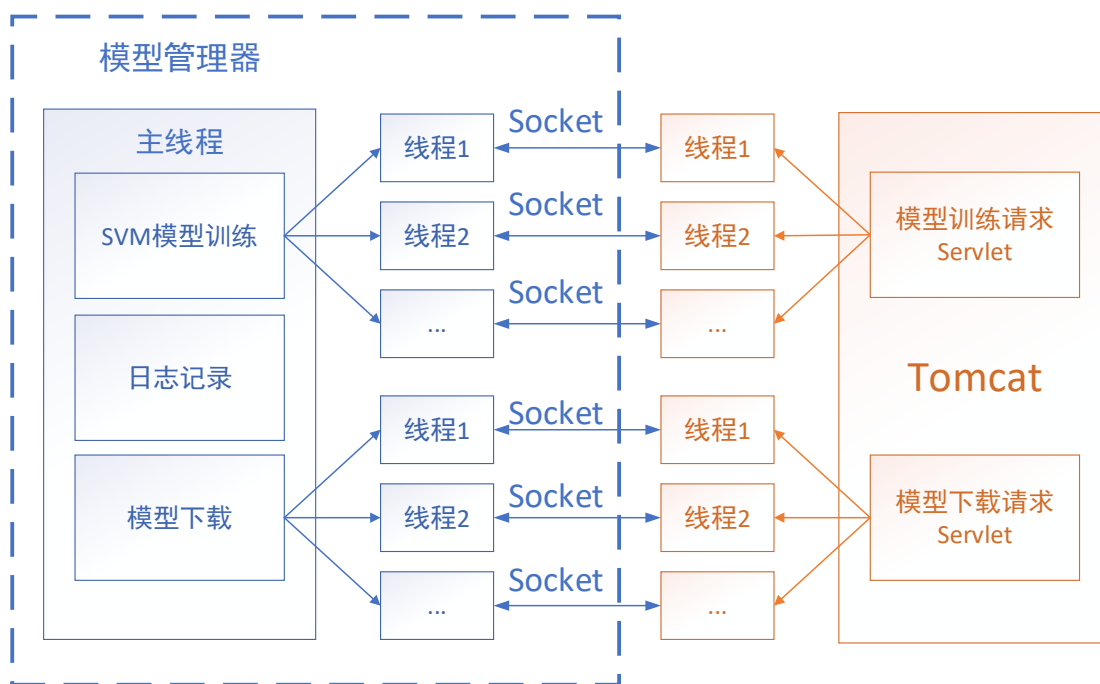 模型管理器
主线程
SVM模型训练
日志记录
模型下载
线程1
Socket
线程1
线程2
Socket
线程2
...
Socket
...
线程1
Socket
线程1
线程2
Socket
线程2
...
Socket
...
模型训练请求
Servlet
Tomcat
模型下载请求
Servlet